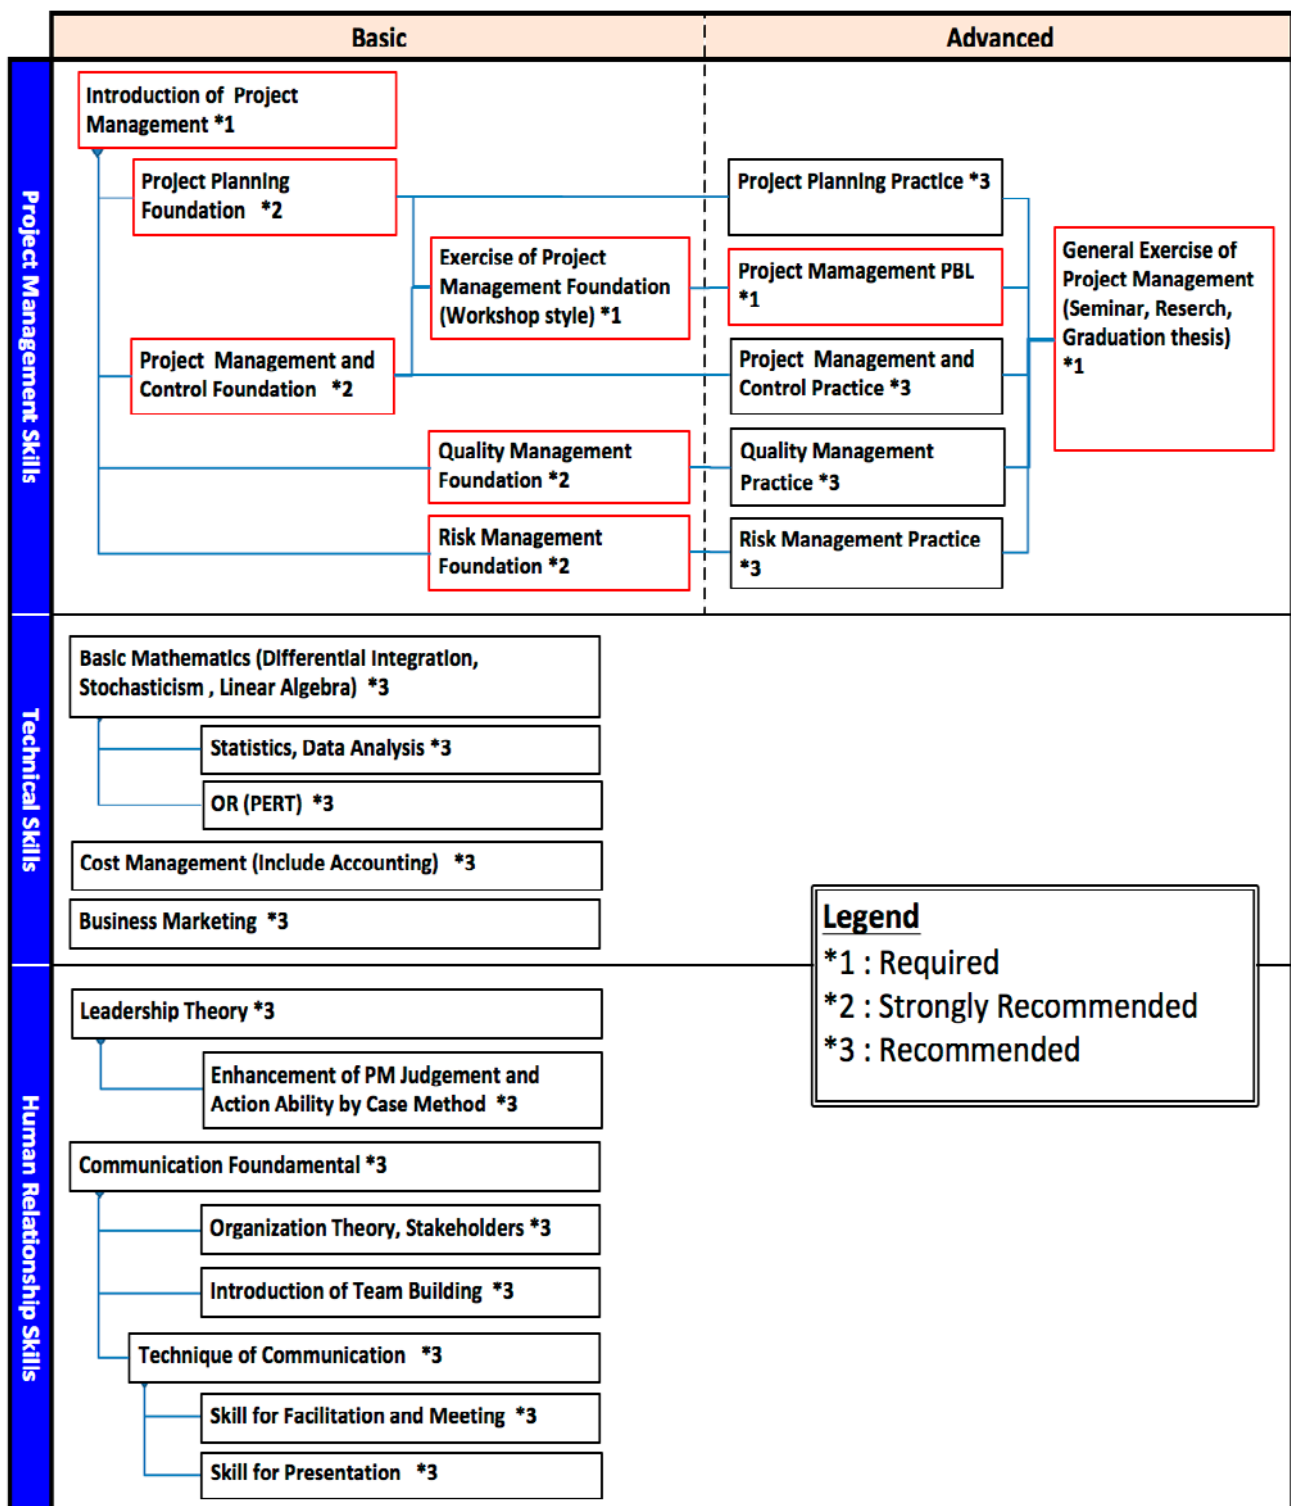 Basic
Advanced
Project Management Skills
Introduction of Project
Management *1
Project Planning
Foundation *2
Exercise of Project
Management Foundation
(Workshop style) *1
Project Management and
Control Foundation *2
Quality Management
Foundation *2
Risk Management
Foundation *2
Project Planning Practice *3
Project Mamagement PBL
*1
Project Management and
Control Practice *3
Quality Management
Practice *3
Risk Management Practice
*3
General Exercise of
Project Management
(Seminar, Reserch,
Graduation thesis)
*1
Technical Skills
Basic Mathematics (Differential Integration,
Stochasticism , Linear Algebra) *3
Statistics, Data Analysis *3
OR (PERT) *3
Cost Management (Include Accounting) *3
Business Marketing *3
Legend
*1 : Required
*2 : Strongly Recommended
*3 : Recommended
Human Relationship Skills
Leadership Theory *3
Enhancement of PM Judgement and
Action Ability by Case Method *3
Communication Foundamental *3
Organization Theory, Stakeholders *3
Introduction of Team Building *3
Technique of Communication *3
Skill for Facilitation and Meeting *3
Skill for Presentation *3